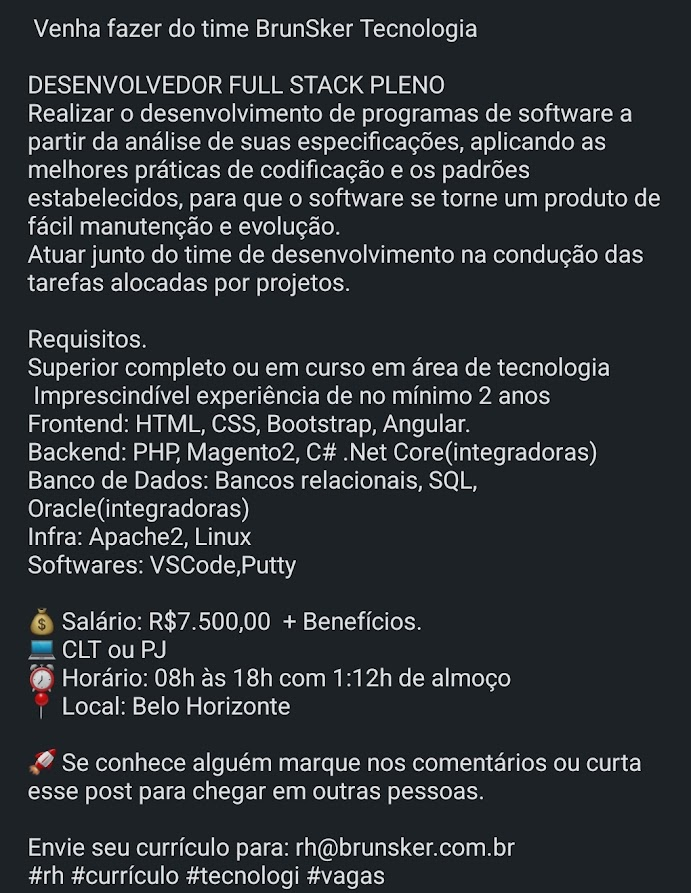 Venha fazer do time BrunSker Tecnologia
DESENVOLVEDOR FULL STACK PLENO
Realizar o desenvolvimento de programas de software a
partir da análise de suas especificações, aplicando as
melhores práticas de codificação e os padrões
estabelecidos, para que o software se torne um produto de
fácil manutenção e evolução.
Atuar junto do time de desenvolvimento na condução das
tarefas alocadas por projetos.
Requisitos.
Superior completo ou em curso em área de tecnologia
Imprescindível experiência de no mínimo 2 anos
Frontend: HTML, CSS, Bootstrap, Angular.
Backend: PHP, Magento2, C# .Net Core(integradoras)
Banco de Dados: Bancos relacionais, SQL,
Oracle(integradoras)
Infra: Apache2, Linux
Softwares: VSCode,Putty
💰 Salário: R$7.500,00 + Benefícios.
💻 CLT ou PJ
⏰ Horário: 08h às 18h com 1:12h de almoço
📍 Local: Belo Horizonte
🚀 Se conhece alguém marque nos comentários ou curta
esse post para chegar em outras pessoas.
Envie seu currículo para: rh@brunsker.com.br
#rh #currículo #tecnologi #vagas